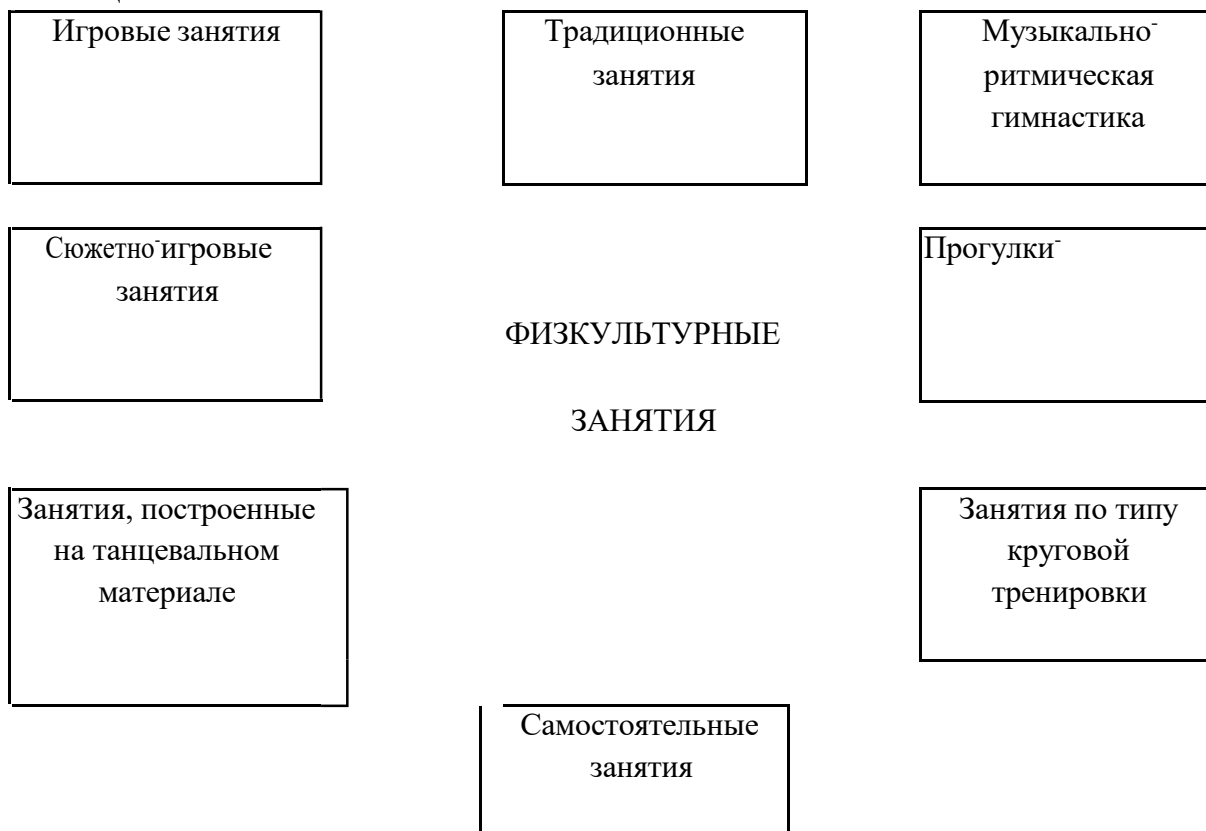 Игровые занятия
Традиционные
занятия
Музыкально-
ритмическая
гимнастика
Сюжетно-игровые
занятия
ФИЗКУЛЬТУРНЫЕ
ЗАНЯТИЯ
Прогулки-
Занятия, построенные
на танцевальном
материале
Занятия по типу
круговой
тренировки
Самостоятельные
занятия